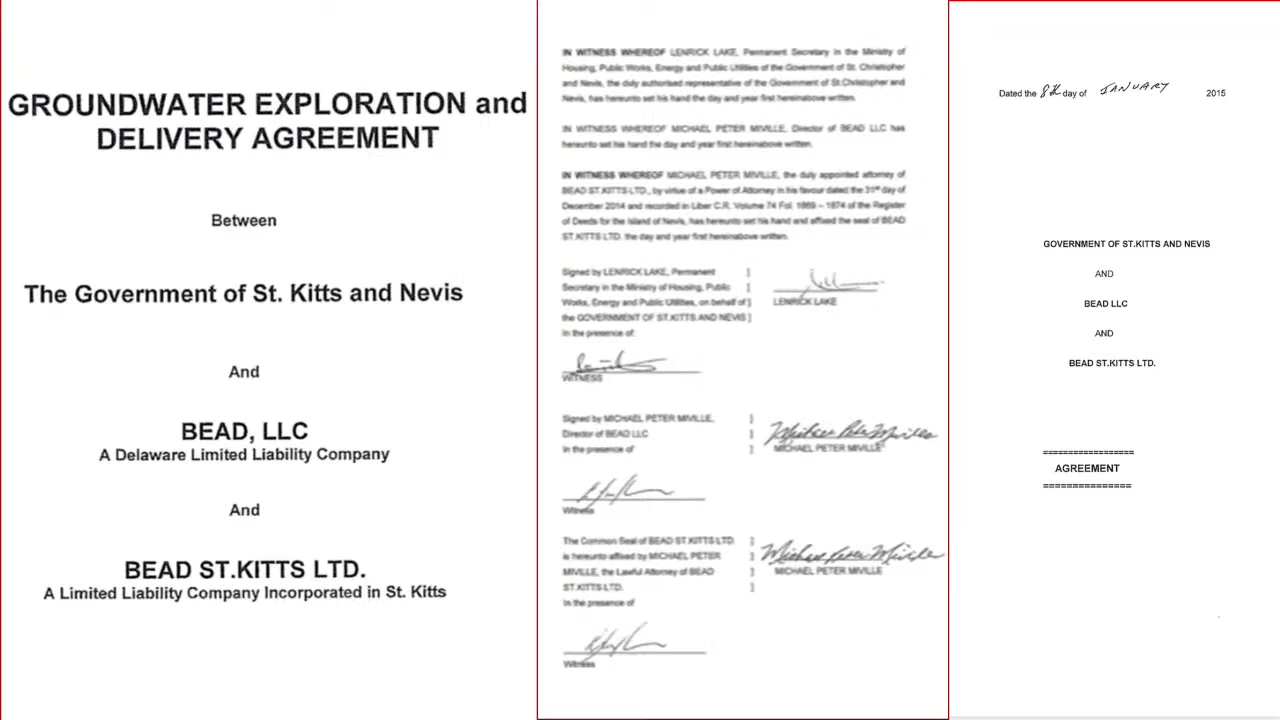 GROUNDWATER EXPLORATION and
DELIVERY AGREEMENT
Between
The Government of St. Kitts and Nevis
And
BEAD, LLC
A Delaware Limited Liability Company
And
BEAD ST.KITTS LTD.
A Limited Liability Company Incorporated in St. Kitts
IN WITNESS WHEREOF LENRICK LAKE, Permanent Secretary in the Ministry of
Housing, Public Works, Energy and Public Utilities of the Government of St. Christopher
and Nevis, the duly authorised representative of the Government of St.Christopher and
Nevis, has hereunto set his hand the day and year first hereinabove written.
IN WITNESS WHEREOF MICHAEL PETER MIVILLE, Director of BEAD LLC has
hereunto set his hand the day and year first hereinabove written.
IN WITNESS WHEREOF MICHAEL PETER MIVILLE, the duly appointed attorney of
BEAD ST.KITTS LTD., by virtue of a Power of Attorney in his favour dated the 31st day of
December 2014 and recorded in Liber C.R. Volume 74 Fol. 1869 – 1874 of the Register
of Deeds for the Island of Nevis, has hereunto set his hand and affixed the seal of BEAD
ST.KITTS LTD. the day and year first hereinabove written.
Signed by LENRICK LAKE, Permanent ]
Secretary in the Ministry of Housing, Public ]
Works, Energy and Public Utilities, on behalf of ] LENRICK LAKE
the GOVERNMENT OF ST.KITTS AND NEVIS ]
In the presence of:
WITNESS
Signed by MICHAEL PETER MIVILLE, ]
Director of BEAD LLC ] Michael Peter Miville
In the presence of ] MICHAEL PETER MIVILLE
Witness
The Common Seal of BEAD ST.KITTS LTD. ]
is hereunto affixed by MICHAEL PETER ] Michael Peter Miville
MIVILLE, the Lawful Attorney of BEAD ] MICHAEL PETER MIVILLE
ST.KITTS LTD. ]
In the presence of
Witness
Dated the 8th day of JANUARY 2015
GOVERNMENT OF ST.KITTS AND NEVIS
AND
BEAD LLC
AND
BEAD ST.KITTS LTD.
==================
AGREEMENT
===============